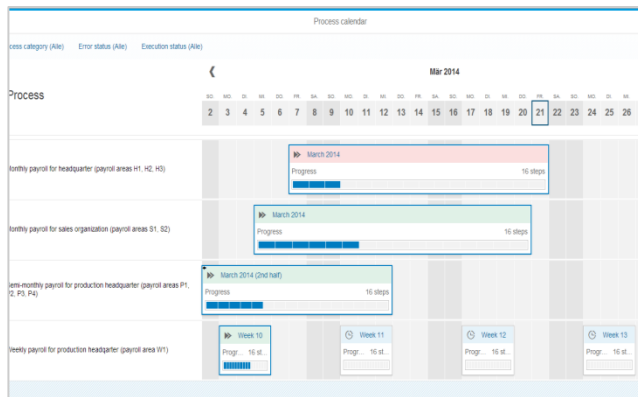 Process calendar
cess category (Alle) Error status (Alle) Execution status (Alle)
Mär 2014
Process
SO. MO. DI. MI. DO. FR. SA. SO. MO. DI. MI. DO. FR. SA. SO. MO. DI. MI. DO. FR. SA. SO. MO. DI. MI.
2 3 4 5 6 7 8 9 10 11 12 13 14 15 16 17 18 19 20 21 22 23 24 25 26
March 2014
onthly payroll for headquarter (payroll areas H1, H2, H3)
Progress 16 steps
March 2014
onthly payroll for sales organization (payroll areas S1, S2)
Progress 16 steps
March 2014 (2nd half)
emi-monthly payroll for production headquarter (payroll areas P1,
2, P3, P4)
Progress 16 steps
Week 10 Week 11 Week 12 Week 13
eekly payroll for production headqarter (payroll area W1)
Progr... 16 st... Progr... 16 st... Progr... 16 st... Progr... 16 st...